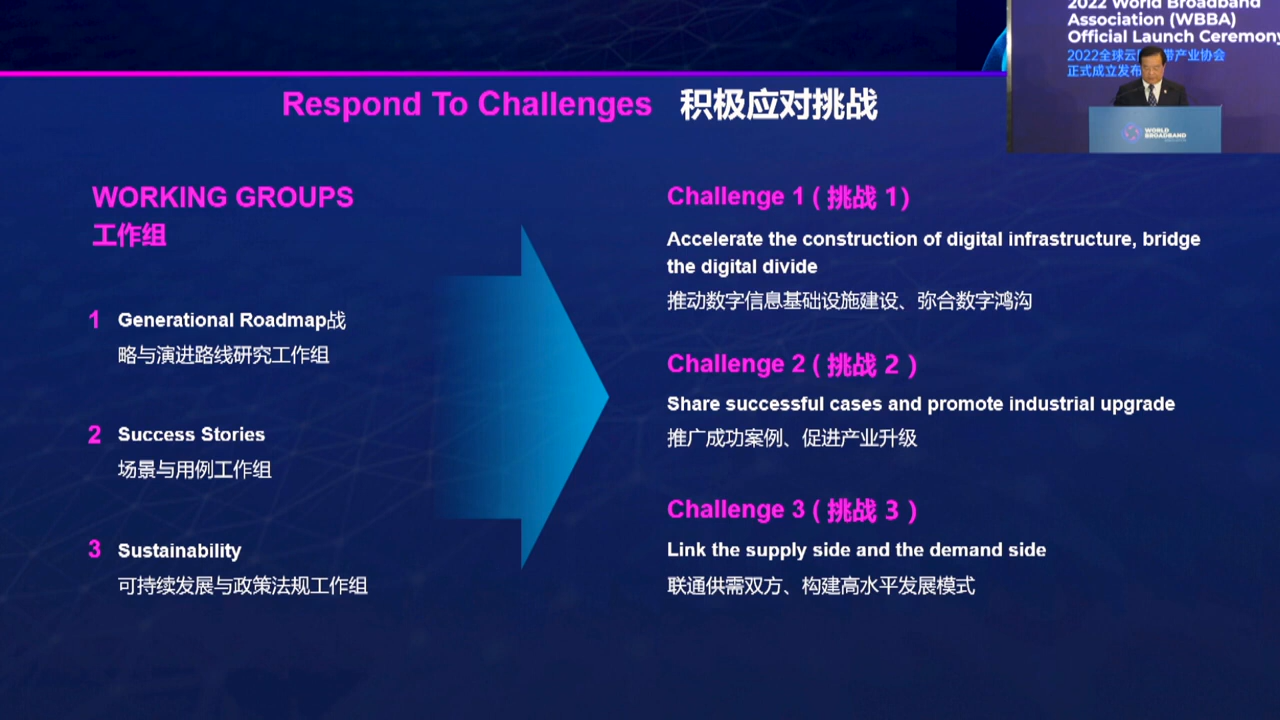 2022 World Broadband
Association (WBBA)
Official Launch Ceremony
2022全球云
带产业协会
正式成立发布
WORLD
BROADBAND
Respond To Challenges 积极应对挑战
WORKING GROUPS
工作组
1 Generational Roadmap战
略与演进路线研究工作组
2 Success Stories
场景与用例工作组
3 Sustainability
可持续发展与政策法规工作组
Challenge 1 ( 挑战 1)
Accelerate the construction of digital infrastructure, bridge
the digital divide
推动数字信息基础设施建设、弥合数字鸿沟
Challenge 2 ( 挑战 2 )
Share successful cases and promote industrial upgrade
推广成功案例、促进产业升级
Challenge 3 ( 挑战 3 )
Link the supply side and the demand side
联通供需双方、构建高水平发展模式